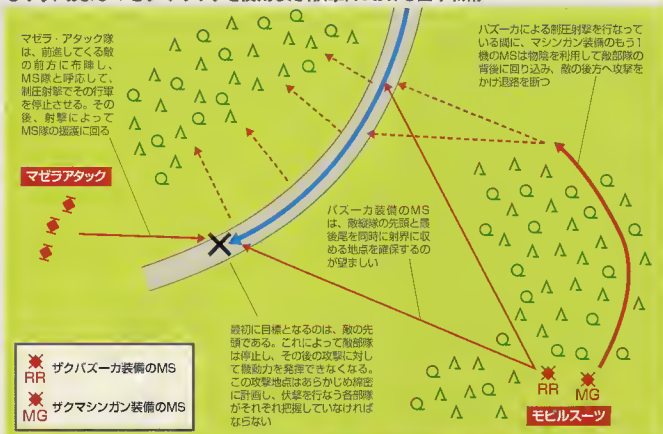 マゼラ・アタック隊
は、前進してくる敵
の前方に布陣し、
MS隊と呼応して、
制圧射撃でその行軍
を停止させる。その
後、射撃によって
MS隊の援護に回る
バズーカによる制圧射撃を行なって
いる間に、マシンガン装備のもう1
機のMSは物陰を利用して敵部隊の
背後に回り込み、敵の後方へ攻撃を
かけ退路を断つ
マゼラアタック
バズーカ装備のMS
は、敵縦隊の先頭と最
後尾を同時に射界に収
める地点を確保するの
が望ましい
最初に目標となるのは、敵の先
頭である。これによって敵部隊
は停止し、その後の攻撃に対し
て機動力を発揮できなくなる。
この攻撃地点はあらかじめ綿密
に計画し、伏撃を行なう各部隊
がそれぞれ把握していなければ
ならない
RR ザクバズーカ装備のMS
MG ザクマシンガン装備のMS
RR
MG
モビルスーツ